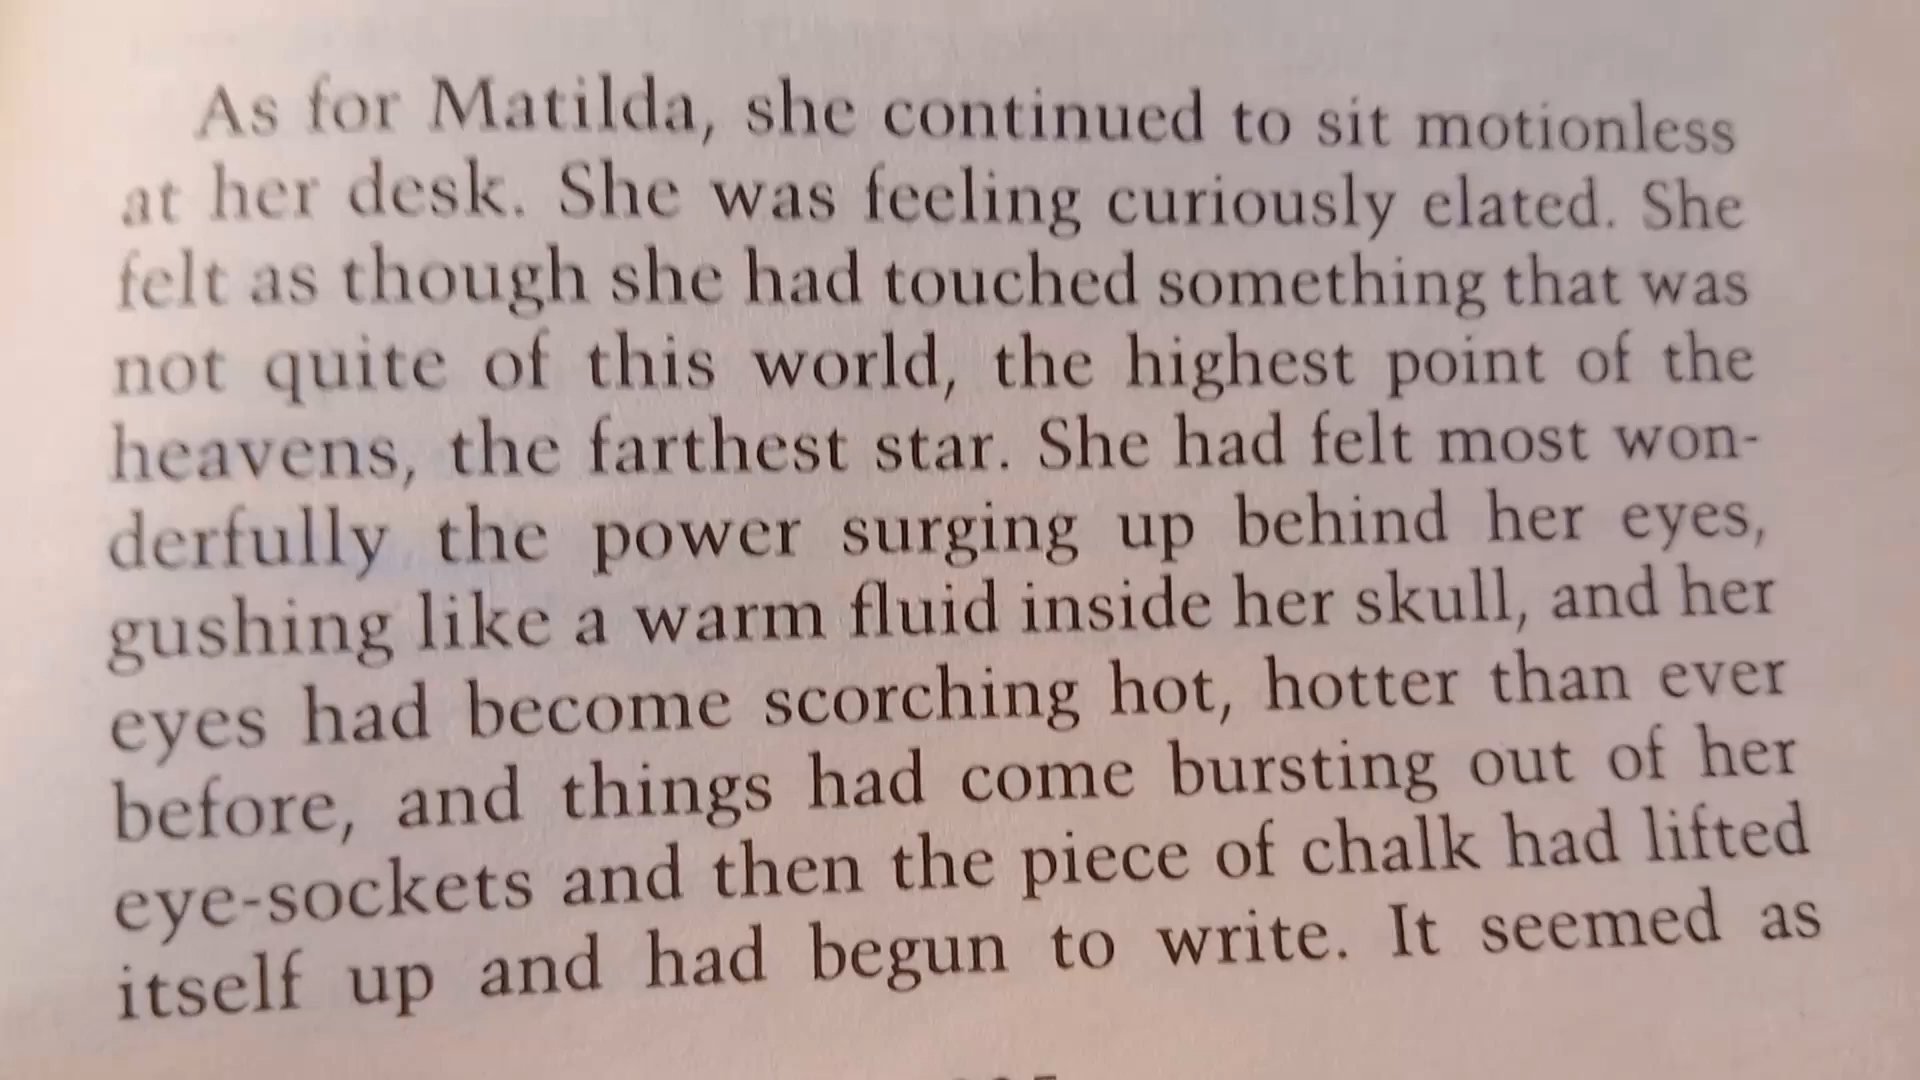 As for Matilda, she continued to sit motionless
at her desk. She was feeling curiously elated. She
felt as though she had touched something that was
not quite of this world, the highest point of the
heavens, the farthest star. She had felt most won-
derfully the power surging up behind her eyes,
gushing like a warm fluid inside her skull, and her
eyes had become scorching hot, hotter than ever
before, and things had come bursting out of her
eye-sockets and then the piece of chalk had lifted
itself up and had begun to write. It seemed as